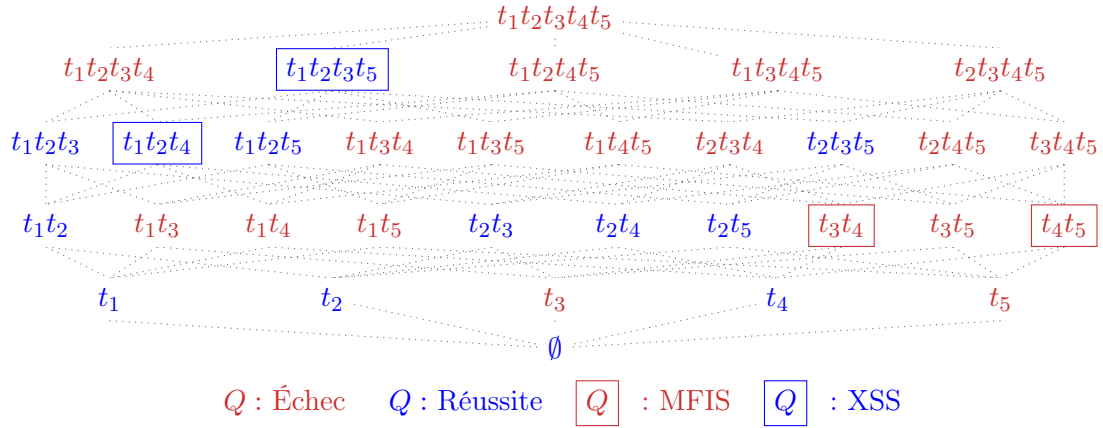 t₁t₂t₃t₄t₅
t₁t₂t₃t₄ t₁t₂t₃t₅ t₁t₂t₄t₅ t₁t₃t₄t₅ t₂t₃t₄t₅
t₁t₂t₃ t₁t₂t₄ t₁t₂t₅ t₁t₃t₄ t₁t₃t₅ t₁t₄t₅ t₂t₃t₄ t₂t₃t₅ t₂t₄t₅ t₃t₄t₅
t₁t₂ t₁t₃ t₁t₄ t₁t₅ t₂t₃ t₂t₄ t₂t₅ t₃t₄ t₃t₅ t₄t₅
t₁ t₂ t₃ t₄ t₅
∅
Q : Échec Q : Réussite Q : MFIS Q : XSS